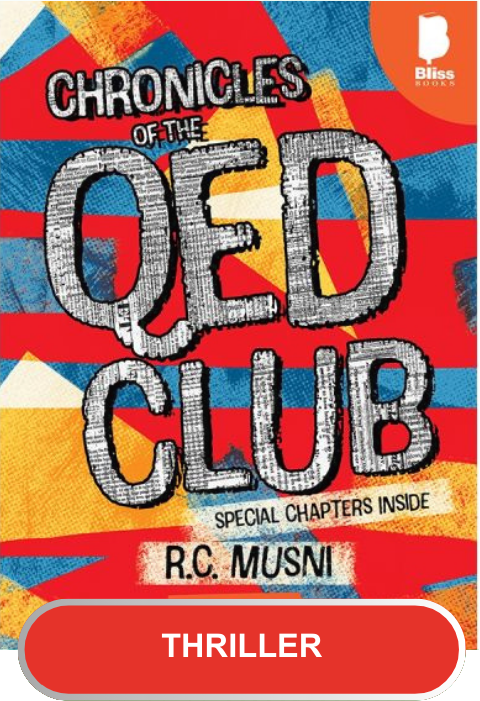 Bliss
BOOKS
CHRONICLES
OF THE
QED
CLUB
SPECIAL CHAPTERS INSIDE
R.C. MUSNI
THRILLER